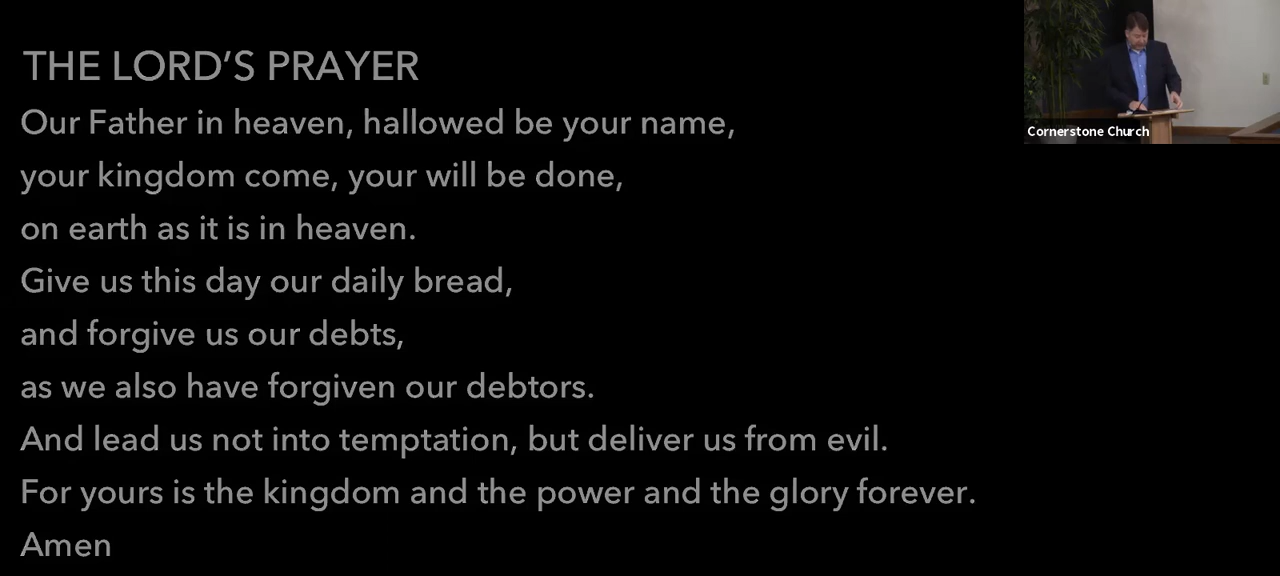 THE LORD’S PRAYER
Our Father in heaven, hallowed be your name,
your kingdom come, your will be done,
on earth as it is in heaven.
Give us this day our daily bread,
and forgive us our debts,
as we also have forgiven our debtors.
And lead us not into temptation, but deliver us from evil.
For yours is the kingdom and the power and the glory forever.
Amen
Cornerstone Church